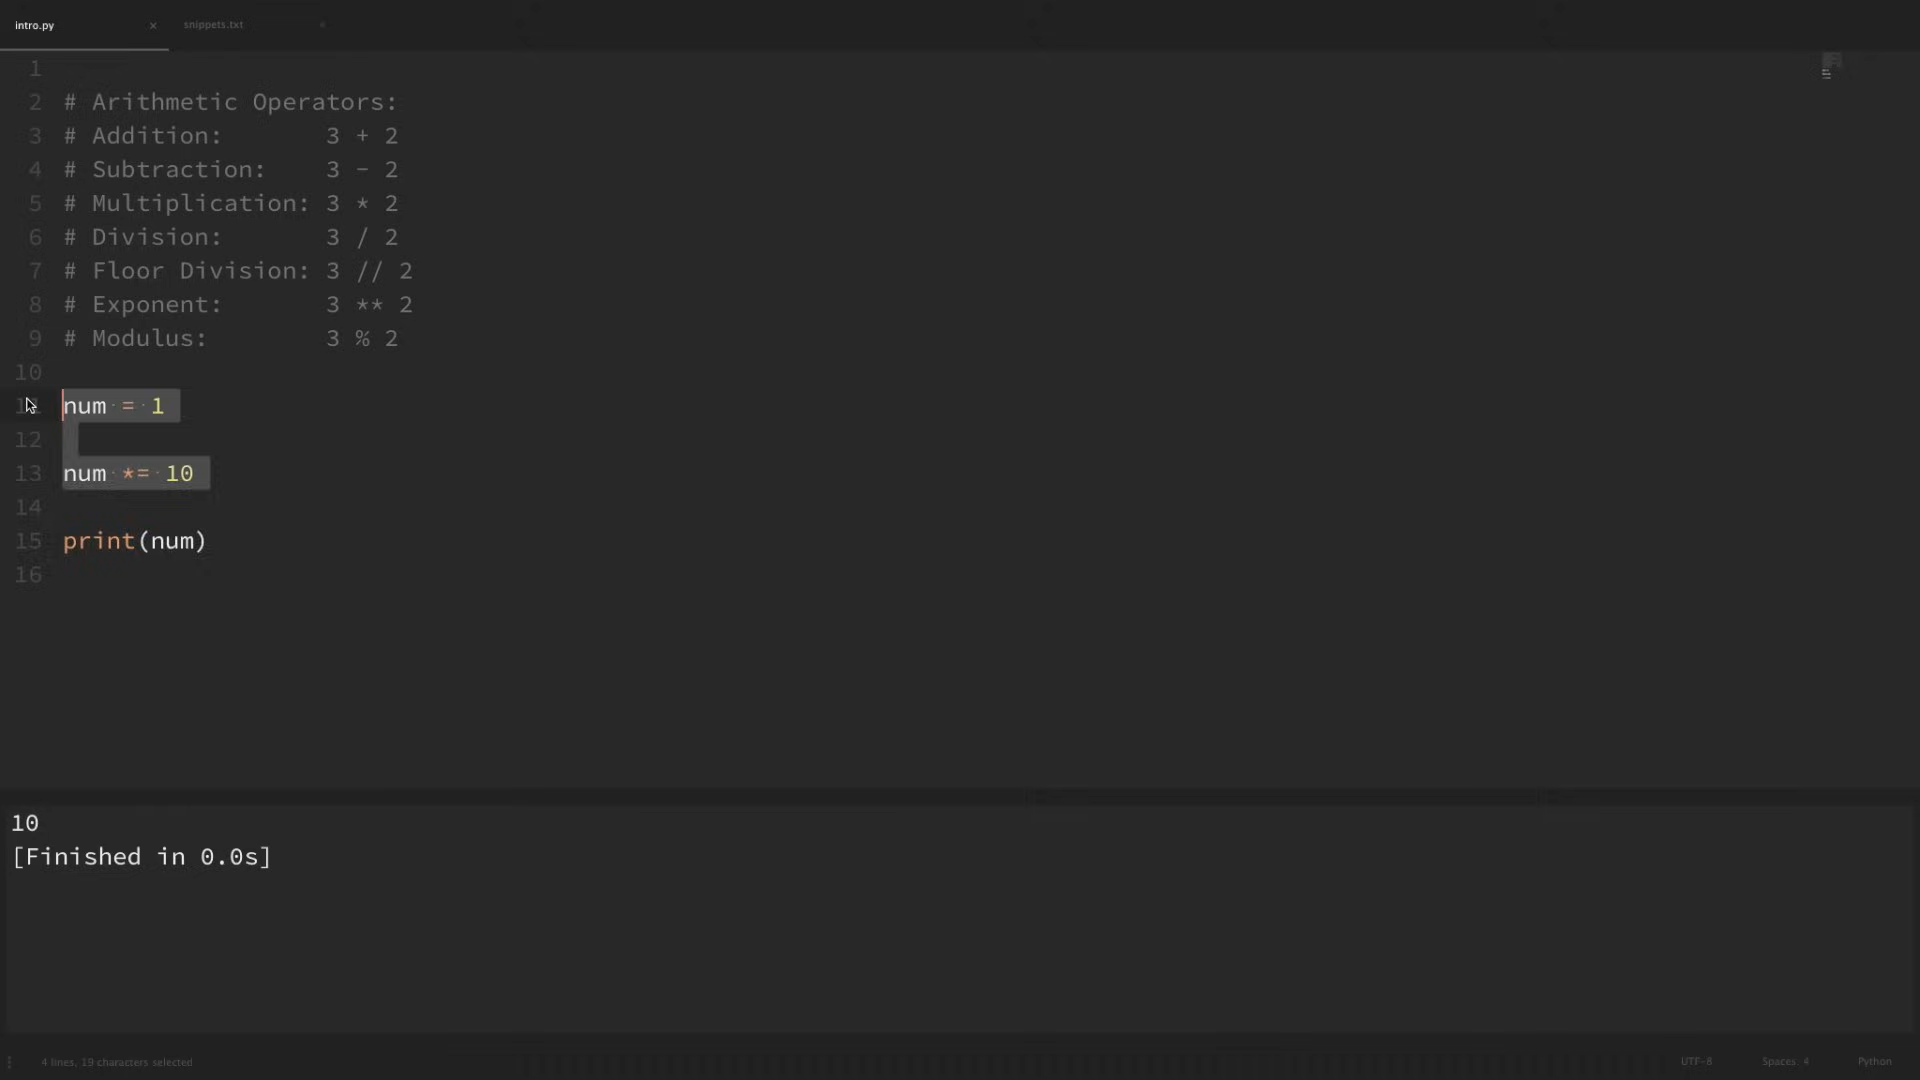 intro.py × snippets.txt
1
2 # Arithmetic Operators:
3 # Addition:       3 + 2
4 # Subtraction:    3 - 2
5 # Multiplication: 3 * 2
6 # Division:       3 / 2
7 # Floor Division: 3 // 2
8 # Exponent:       3 ** 2
9 # Modulus:        3 % 2
10
11 num = 1
12
13 num *= 10
14
15 print(num)
16
10
[Finished in 0.0s]
4 lines, 19 characters selected UTF-8 Spaces: 4 Python